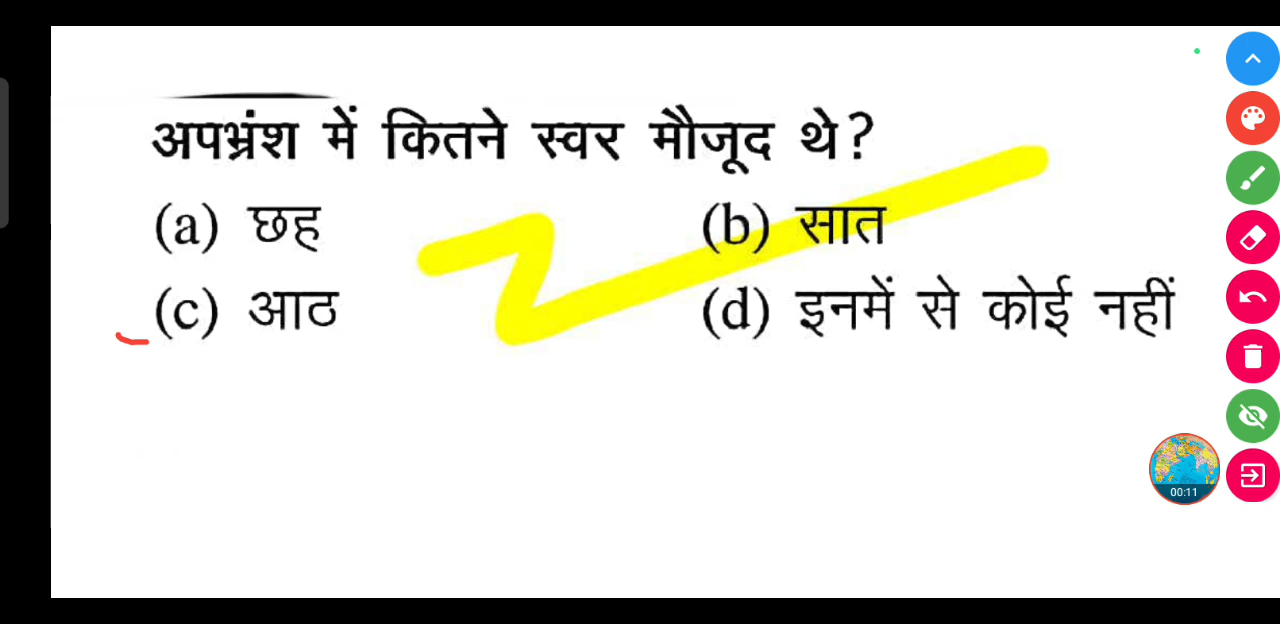 अपभ्रंश में कितने स्वर मौजूद थे?
(a) छह (b) सात
(c) आठ (d) इनमें से कोई नहीं
00:11